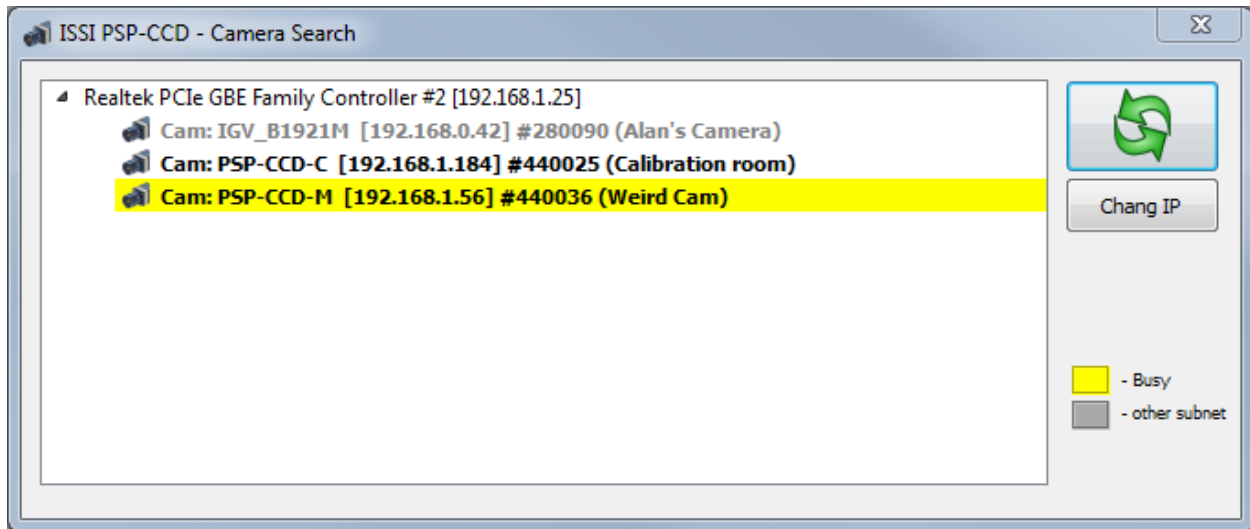 ISSI PSP-CCD - Camera Search
Realtek PCIe GBE Family Controller #2 [192.168.1.25]
Cam: IGV_B1921M [192.168.0.42] #280090 (Alan's Camera)
Cam: PSP-CCD-C [192.168.1.184] #440025 (Calibration room)
Cam: PSP-CCD-M [192.168.1.56] #440036 (Weird Cam)
Chang IP
- Busy
- other subnet